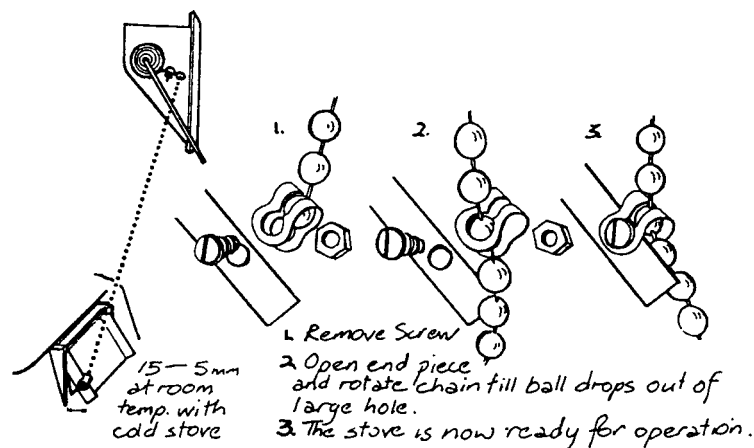 1.
2.
3.
15 - 5mm
at room
temp. with
cold stove
1. Remove Screw
2. Open end piece
and rotate chain till ball drops out of
large hole.
3. The stove is now ready for operation.